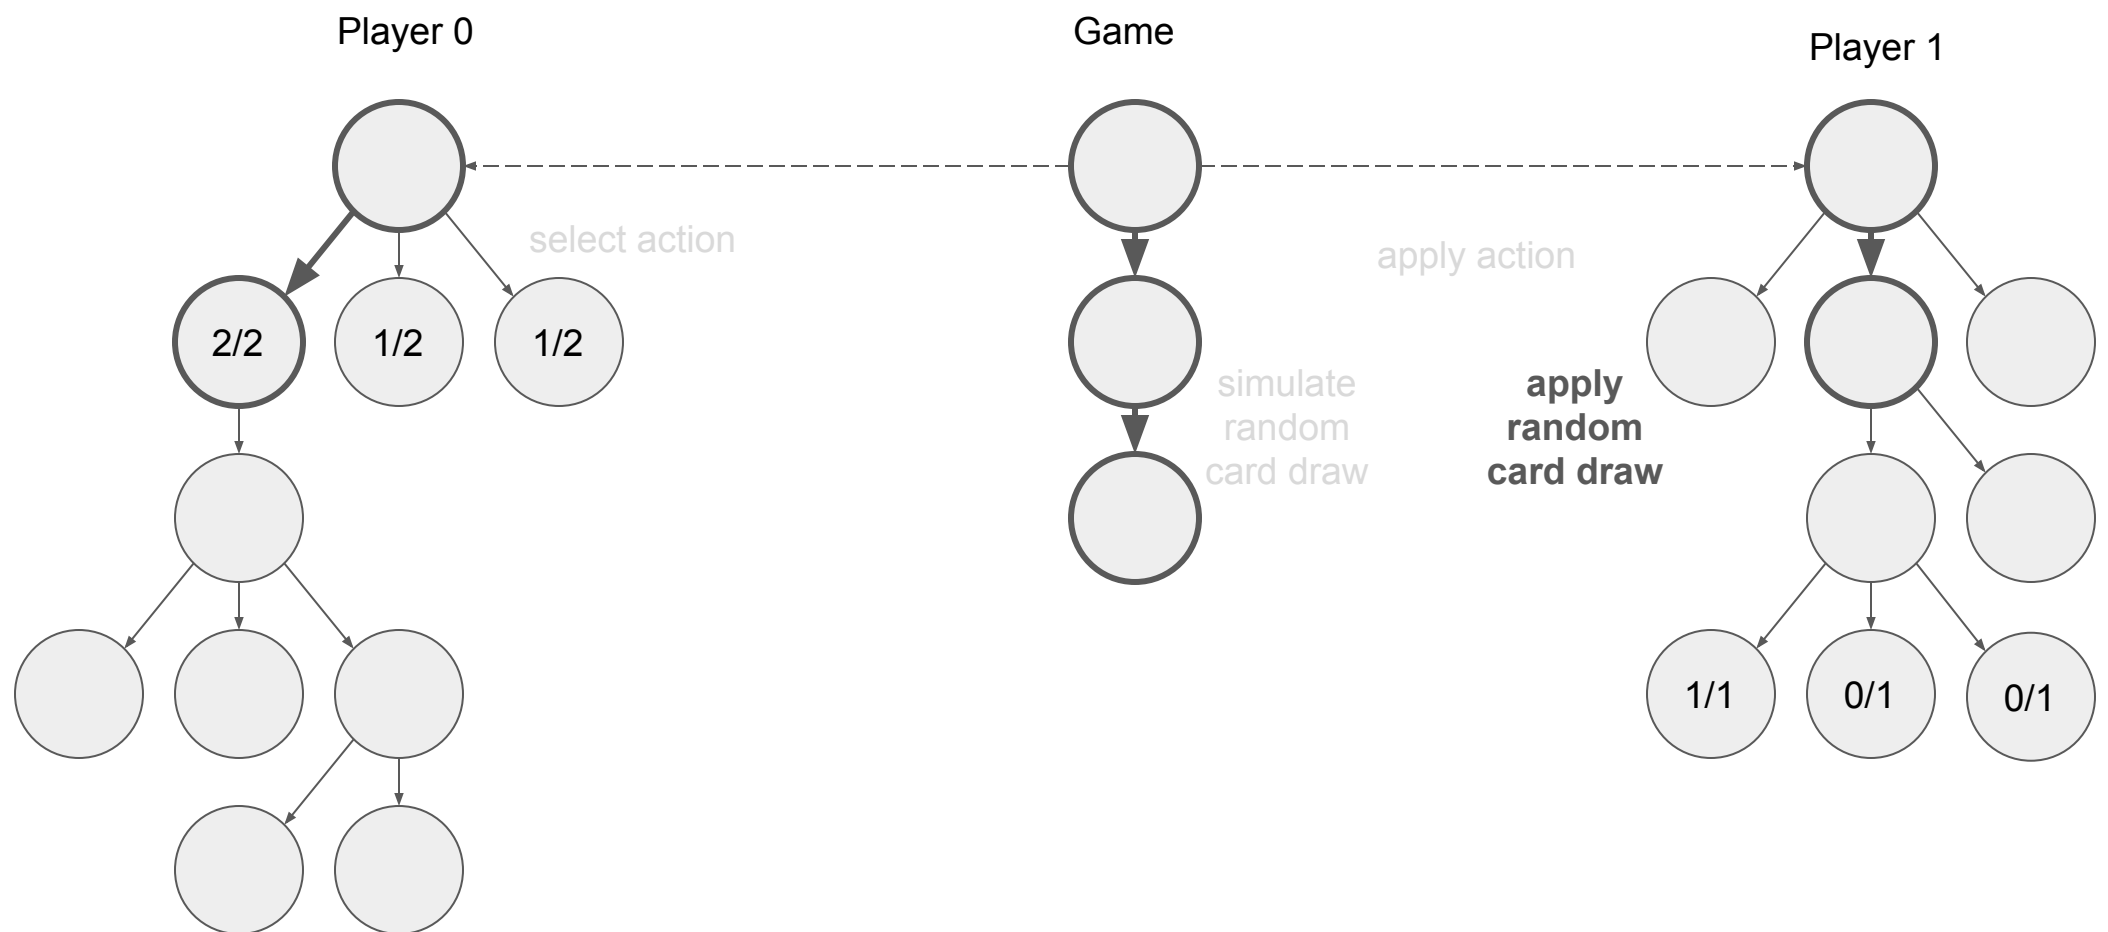 Player 0
Game
Player 1
select action
apply action
2/2
1/2
1/2
simulate
random
card draw
apply
random
card draw
1/1
0/1
0/1